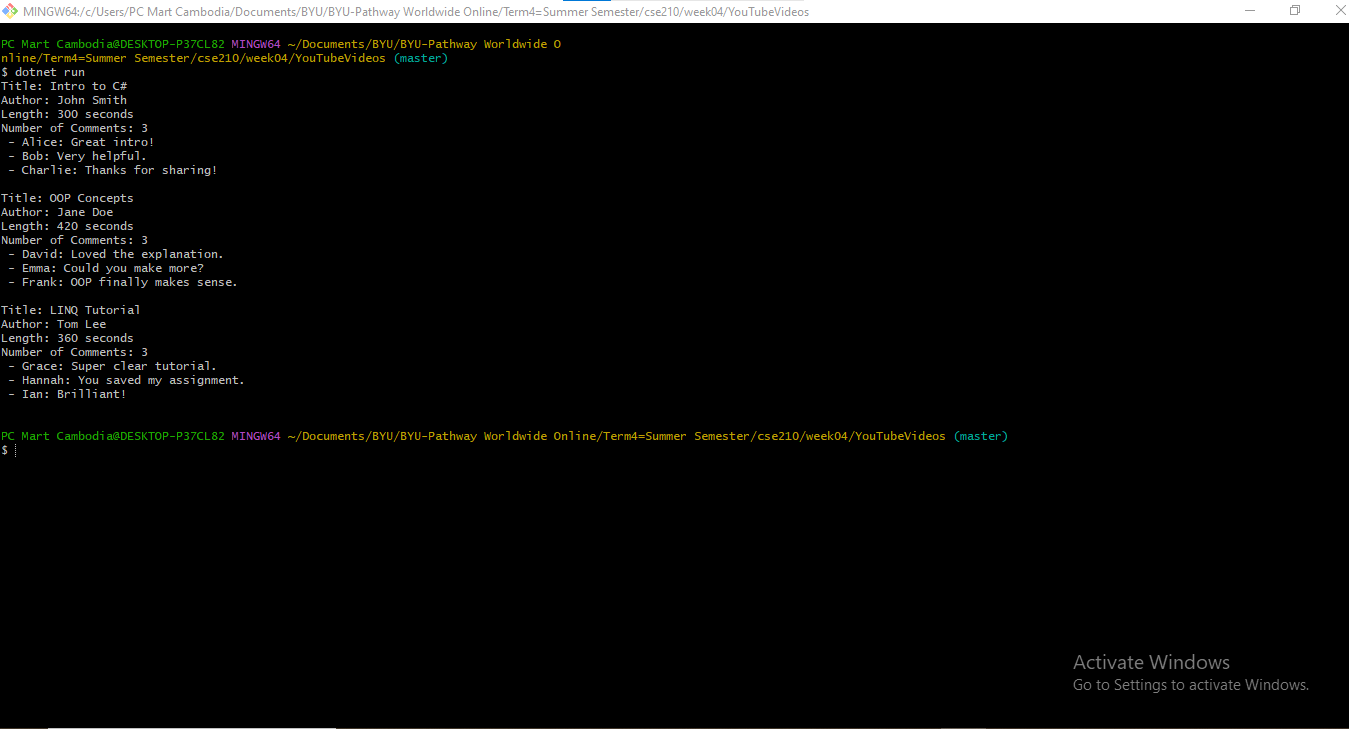 MINGW64:/c/Users/PC Mart Cambodia/Documents/BYU/BYU-Pathway Worldwide Online/Term4=Summer Semester/cse210/week04/YouTubeVideos
PC Mart Cambodia@DESKTOP-P37CL82 MINGW64 ~/Documents/BYU/BYU-Pathway Worldwide O
nline/Term4=Summer Semester/cse210/week04/YouTubeVideos (master)
$ dotnet run
Title: Intro to C#
Author: John Smith
Length: 300 seconds
Number of Comments: 3
 - Alice: Great intro!
 - Bob: Very helpful.
 - Charlie: Thanks for sharing!
Title: OOP Concepts
Author: Jane Doe
Length: 420 seconds
Number of Comments: 3
 - David: Loved the explanation.
 - Emma: Could you make more?
 - Frank: OOP finally makes sense.
Title: LINQ Tutorial
Author: Tom Lee
Length: 360 seconds
Number of Comments: 3
 - Grace: Super clear tutorial.
 - Hannah: You saved my assignment.
 - Ian: Brilliant!
PC Mart Cambodia@DESKTOP-P37CL82 MINGW64 ~/Documents/BYU/BYU-Pathway Worldwide Online/Term4=Summer Semester/cse210/week04/YouTubeVideos (master)
$
Activate Windows
Go to Settings to activate Windows.